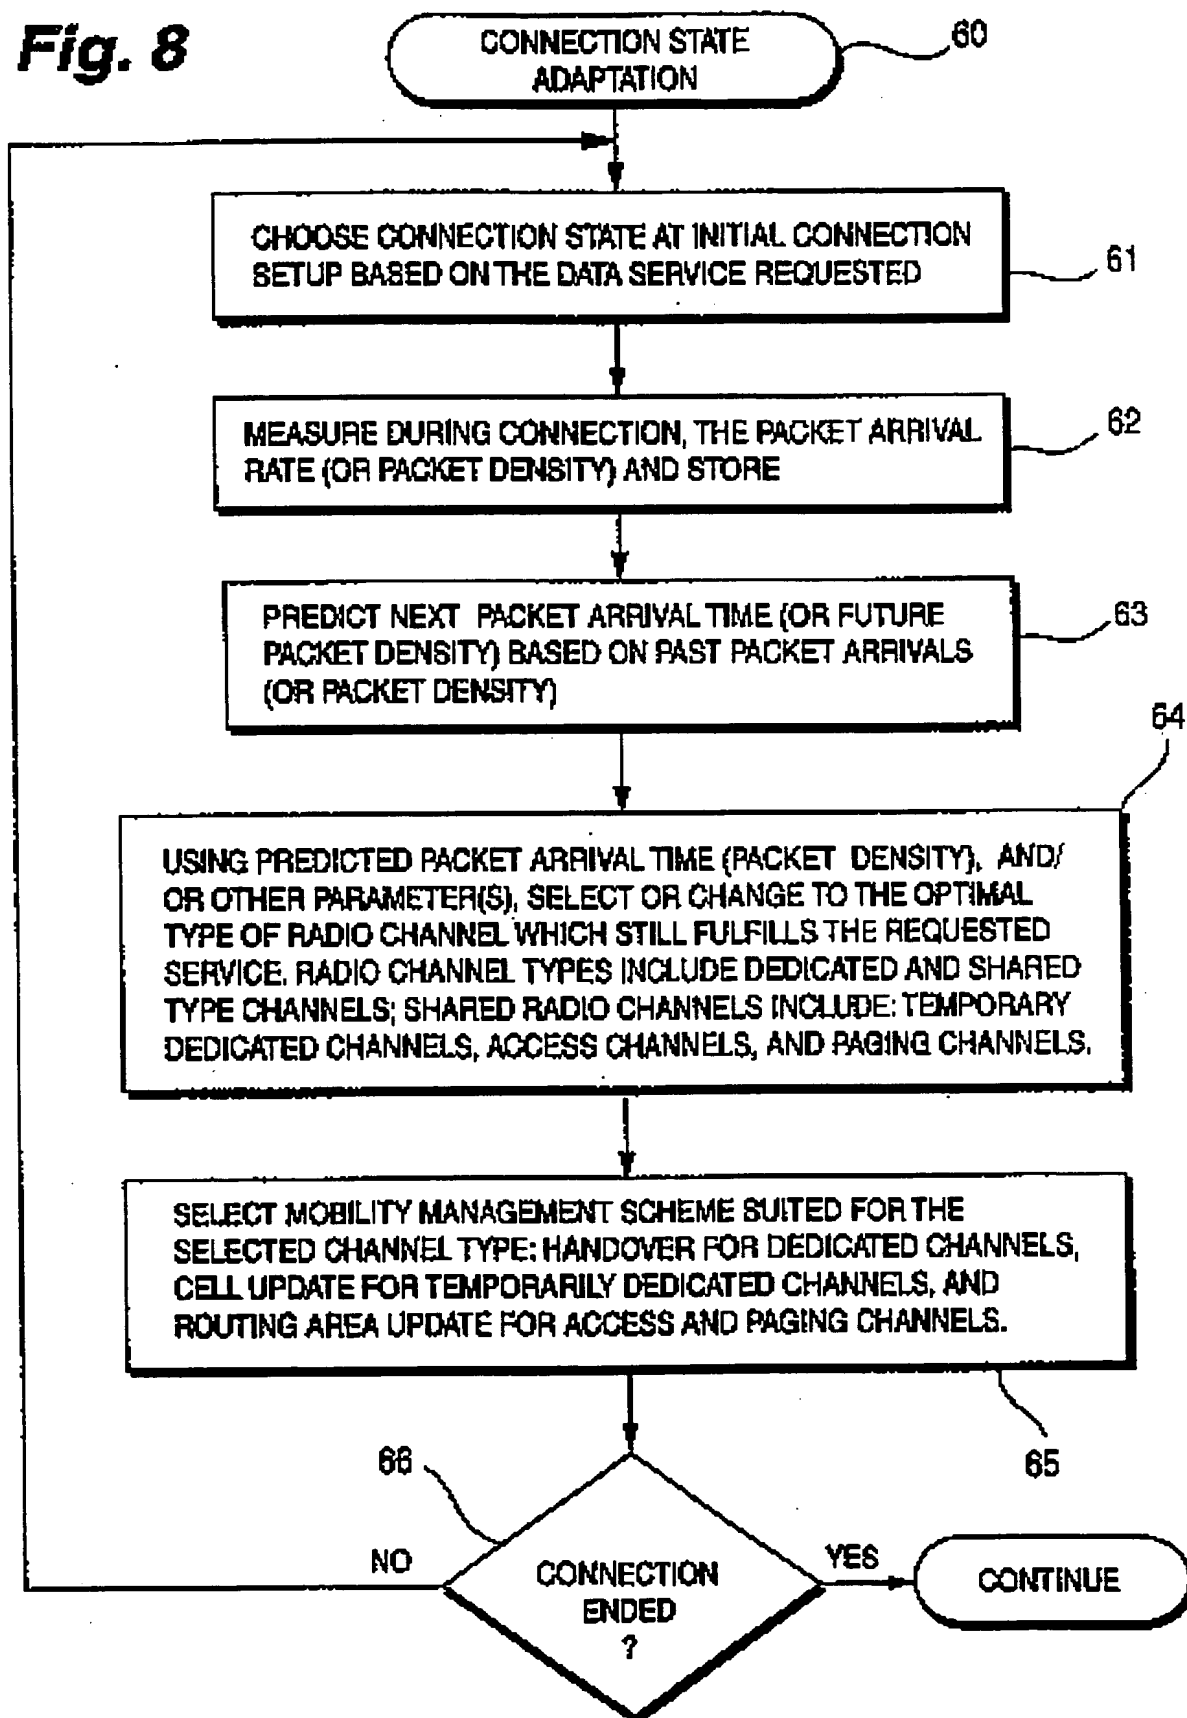 Fig. 8
CONNECTION STATE
ADAPTATION
60
CHOOSE CONNECTION STATE AT INITIAL CONNECTION
SETUP BASED ON THE DATA SERVICE REQUESTED
61
MEASURE DURING CONNECTION, THE PACKET ARRIVAL
RATE (OR PACKET DENSITY) AND STORE
62
PREDICT NEXT PACKET ARRIVAL TIME (OR FUTURE
PACKET DENSITY) BASED ON PAST PACKET ARRIVALS
(OR PACKET DENSITY)
63
64
USING PREDICTED PACKET ARRIVAL TIME (PACKET DENSITY), AND/
OR OTHER PARAMETER(S), SELECT OR CHANGE TO THE OPTIMAL
TYPE OF RADIO CHANNEL WHICH STILL FULFILLS THE REQUESTED
SERVICE. RADIO CHANNEL TYPES INCLUDE DEDICATED AND SHARED
TYPE CHANNELS; SHARED RADIO CHANNELS INCLUDE: TEMPORARY
DEDICATED CHANNELS, ACCESS CHANNELS, AND PAGING CHANNELS.
SELECT MOBILITY MANAGEMENT SCHEME SUITED FOR THE
SELECTED CHANNEL TYPE: HANDOVER FOR DEDICATED CHANNELS,
CELL UPDATE FOR TEMPORARILY DEDICATED CHANNELS, AND
ROUTING AREA UPDATE FOR ACCESS AND PAGING CHANNELS.
65
66
NO
CONNECTION
ENDED
?
YES
CONTINUE